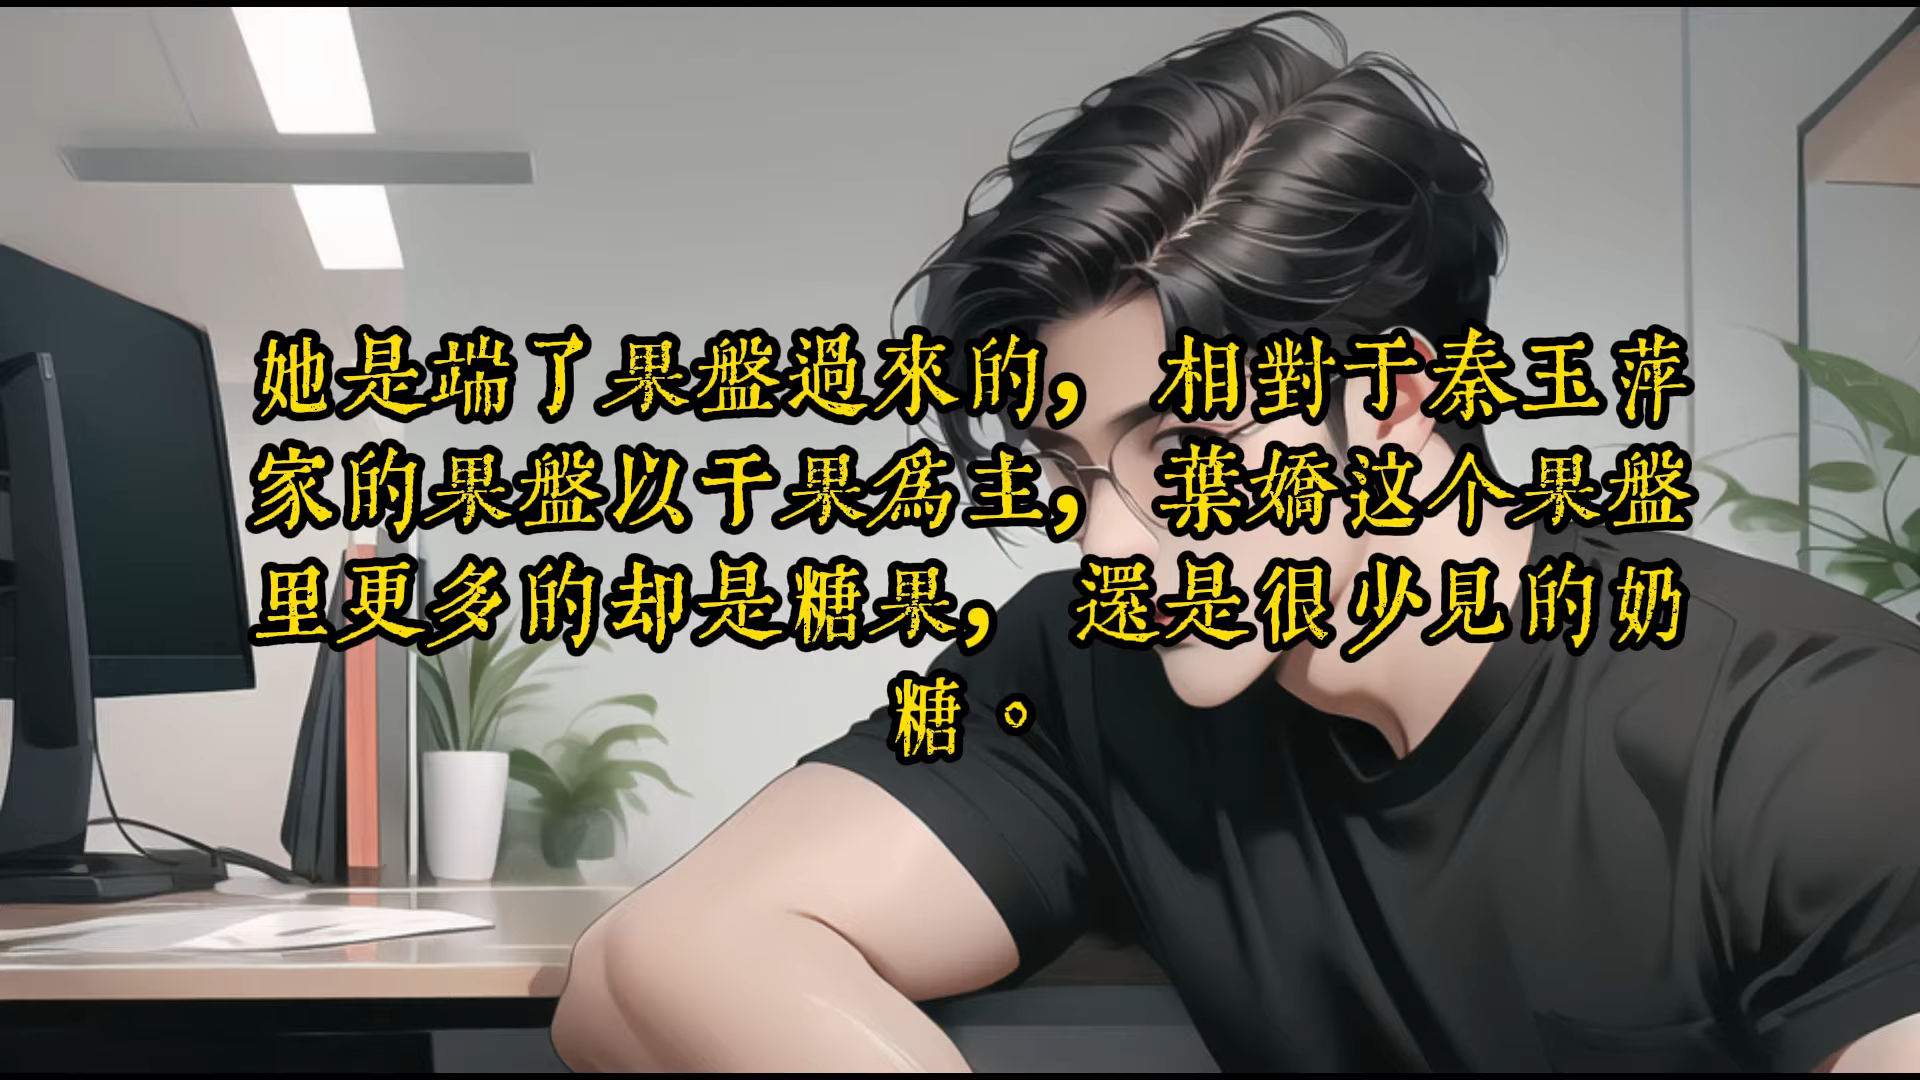 她是端了果盤過來的，相對于秦玉萍
家的果盤以干果爲主，葉嬌这个果盤
里更多的却是糖果，還是很少見的奶
糖。